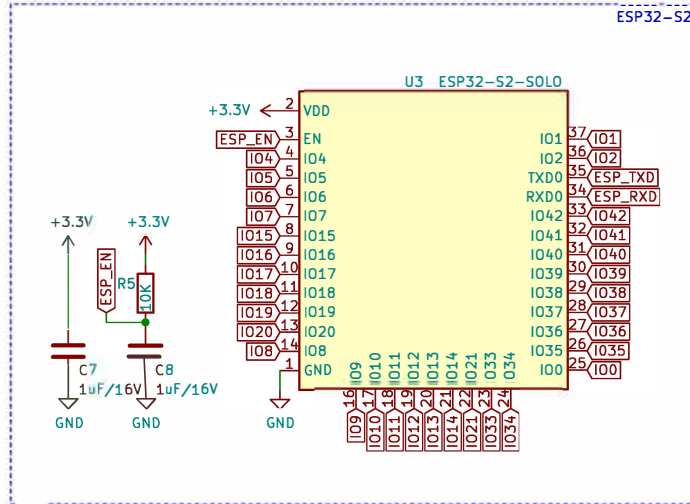 ESP32-S2
U3 ESP32-S2-SOLO
+3.3V 2 VDD
ESP_EN 3 EN
IO4 4 IO4
IO5 5 IO5
IO6 6 IO6
IO7 7 IO7
IO15 8 IO15
IO16 9 IO16
IO17 10 IO17
IO18 11 IO18
IO19 12 IO19
IO20 13 IO20
IO8 14 IO8
1 GND
GND
IO1 37 IO1
IO2 36 IO2
TXD0 35 ESP_TXD
RXD0 34 ESP_RXD
IO42 33 IO42
IO41 32 IO41
IO40 31 IO40
IO39 30 IO39
IO38 29 IO38
IO37 28 IO37
IO36 27 IO36
IO35 26 IO35
IO0 25 IO0
IO9 16 IO9
IO10 17 IO10
IO11 18 IO11
IO12 19 IO12
IO13 20 IO13
IO14 21 IO14
IO21 22 IO21
IO33 23 IO33
IO34 24 IO34
+3.3V
C7
1uF/16V
GND
+3.3V
ESP_EN
R5
10K
C8
1uF/16V
GND